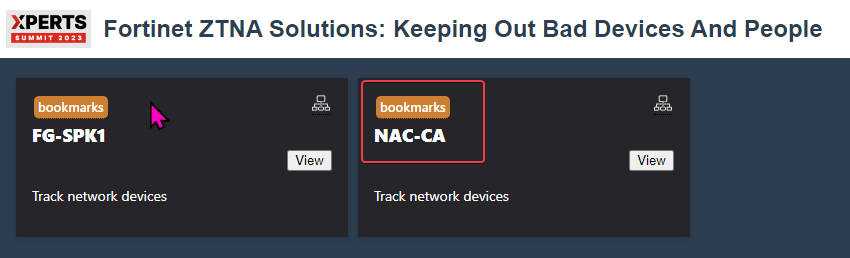 XPERTS
SUMMIT 2023
Fortinet ZTNA Solutions: Keeping Out Bad Devices And People
bookmarks
FG-SPK1
View
Track network devices
bookmarks
NAC-CA
View
Track network devices